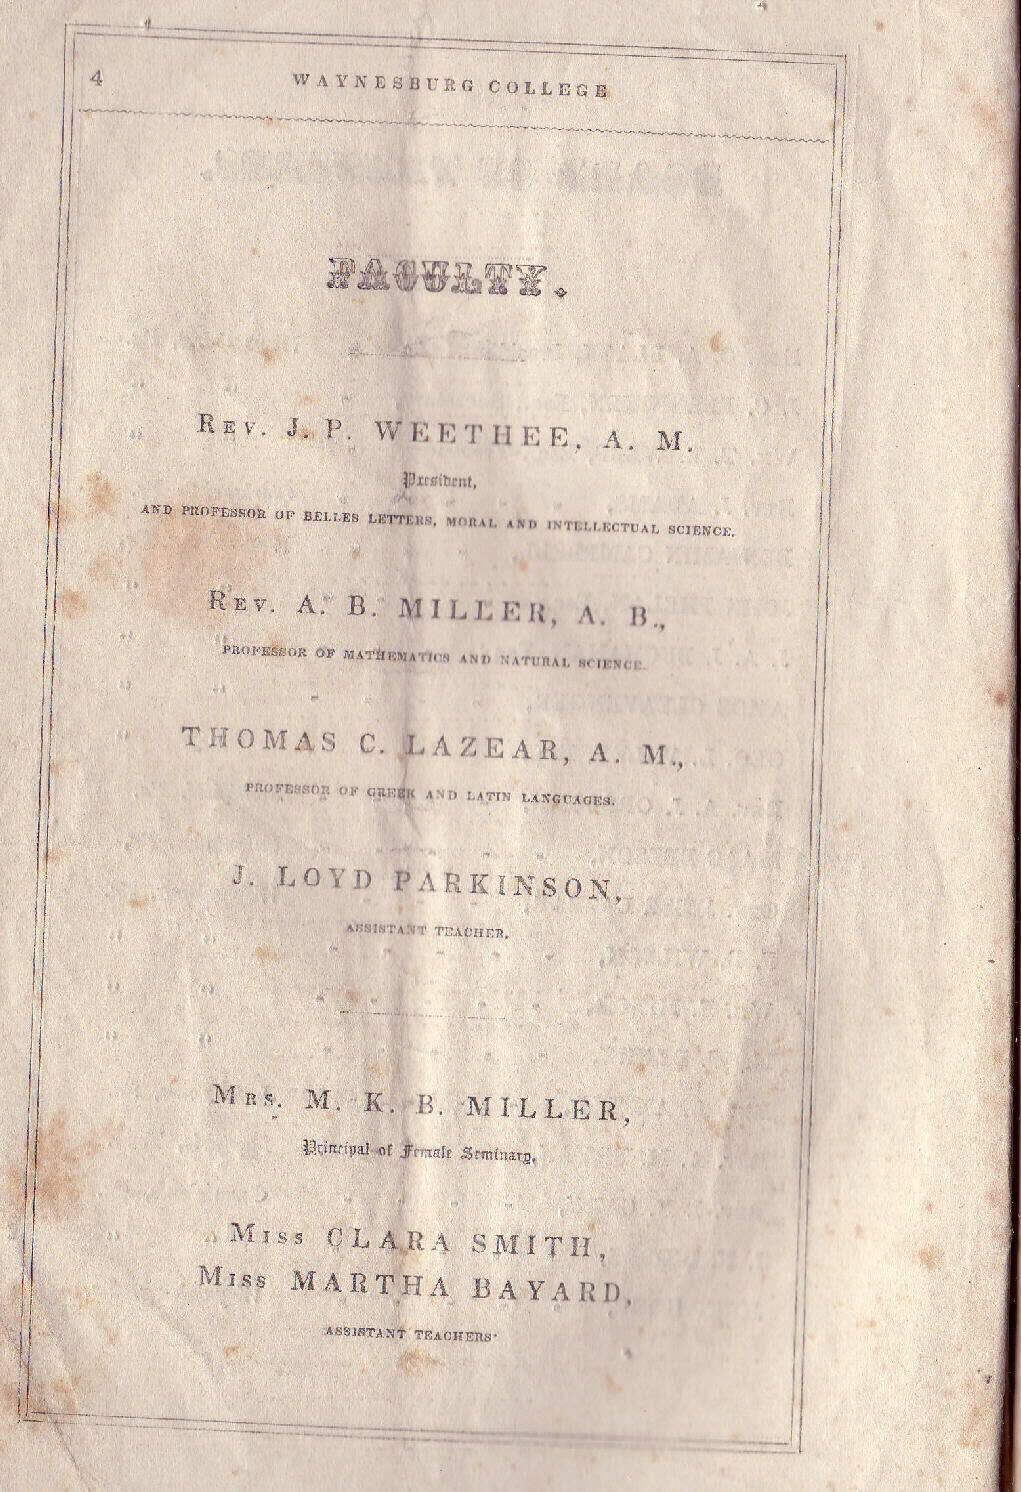 4
WAYNESBURG COLLEGE
FACULTY.
REV. J. P. WEETHEE, A. M.
President,
AND PROFESSOR OF BELLES LETTERS, MORAL AND INTELLECTUAL SCIENCE.
REV. A. B. MILLER, A. B.,
PROFESSOR OF MATHEMATICS AND NATURAL SCIENCE.
THOMAS C. LAZEAR, A. M.,
PROFESSOR OF GREEK AND LATIN LANGUAGES.
J. LOYD PARKINSON,
ASSISTANT TEACHER.
MRS. M. K. B. MILLER,
Principal of Female Seminary.
MISS CLARA SMITH,
MISS MARTHA BAYARD,
ASSISTANT TEACHERS·